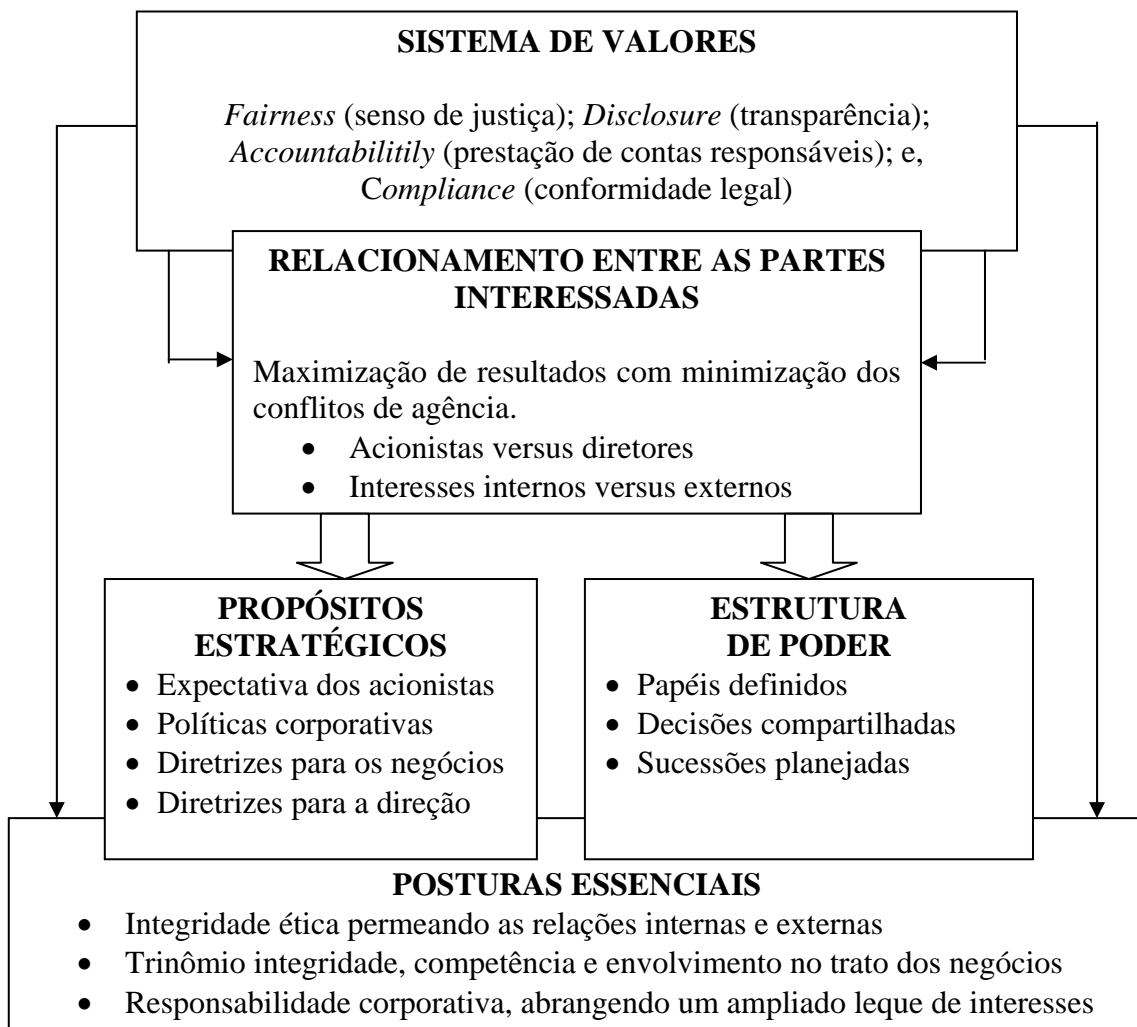 SISTEMA DE VALORES
Fairness (senso de justiça); Disclosure (transparência);
Accountabilitily (prestação de contas responsáveis); e,
Compliance (conformidade legal)
RELACIONAMENTO ENTRE AS PARTES
INTERESSADAS
Maximização de resultados com minimização dos
conflitos de agência.
• Acionistas versus diretores
• Interesses internos versus externos
PROPÓSITOS
ESTRATÉGICOS
• Expectativa dos acionistas
• Políticas corporativas
• Diretrizes para os negócios
• Diretrizes para a direção
ESTRUTURA
DE PODER
• Papéis definidos
• Decisões compartilhadas
• Sucessões planejadas
POSTURAS ESSENCIAIS
• Integridade ética permeando as relações internas e externas
• Trinômio integridade, competência e envolvimento no trato dos negócios
• Responsabilidade corporativa, abrangendo um ampliado leque de interesses